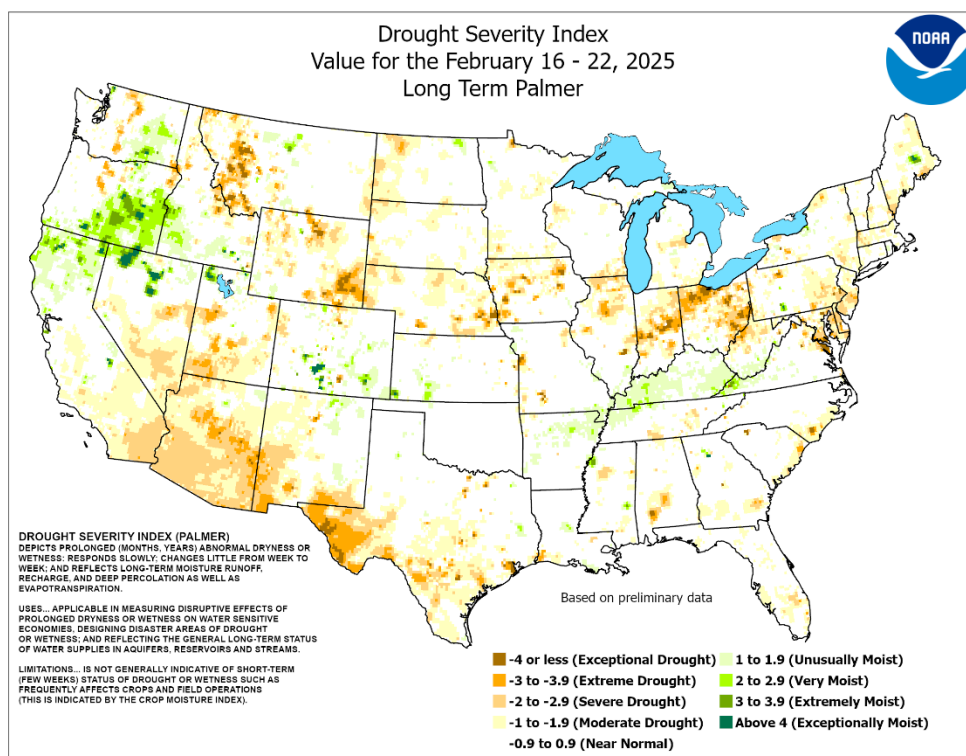 Drought Severity Index
Value for the February 16 - 22, 2025
Long Term Palmer
NOAA
DROUGHT SEVERITY INDEX (PALMER)
DEPICTS PROLONGED (MONTHS, YEARS) ABNORMAL DRYNESS OR
WETNESS; RESPONDS SLOWLY; CHANGES LITTLE FROM WEEK TO
WEEK; AND REFLECTS LONG-TERM MOISTURE RUNOFF,
RECHARGE, AND DEEP PERCOLATION AS WELL AS
EVAPOTRANSPIRATION.
USES... APPLICABLE IN MEASURING DISRUPTIVE EFFECTS OF
PROLONGED DRYNESS OR WETNESS ON WATER SENSITIVE
ECONOMIES, DESIGNING DISASTER AREAS OF DROUGHT
OR WETNESS; AND REFLECTING THE GENERAL LONG-TERM STATUS
OF WATER SUPPLIES IN AQUIFERS, RESERVOIRS AND STREAMS.
LIMITATIONS... IS NOT GENERALLY INDICATIVE OF SHORT-TERM
(FEW WEEKS) STATUS OF DROUGHT OR WETNESS SUCH AS
FREQUENTLY AFFECTS CROPS AND FIELD OPERATIONS
(THIS IS INDICATED BY THE CROP MOISTURE INDEX).
Based on preliminary data
-4 or less (Exceptional Drought)
-3 to -3.9 (Extreme Drought)
-2 to -2.9 (Severe Drought)
-1 to -1.9 (Moderate Drought)
-0.9 to 0.9 (Near Normal)
1 to 1.9 (Unusually Moist)
2 to 2.9 (Very Moist)
3 to 3.9 (Extremely Moist)
Above 4 (Exceptionally Moist)